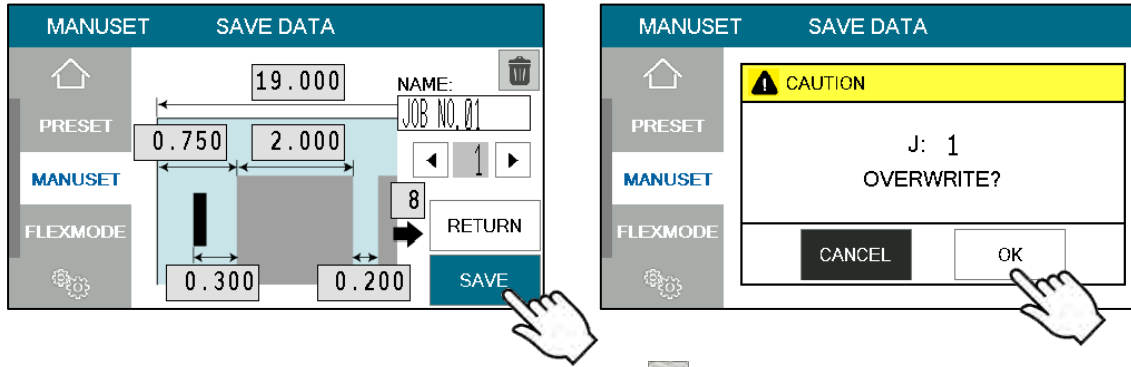 MANUSET SAVE DATA
19.000
NAME:
JOB NO,01
PRESET
0.750 2.000
1
MANUSET
8
FLEXMODE
RETURN
0.300 0.200
SAVE
MANUSET SAVE DATA
CAUTION
PRESET
J: 1
MANUSET
OVERWRITE?
FLEXMODE
CANCEL OK